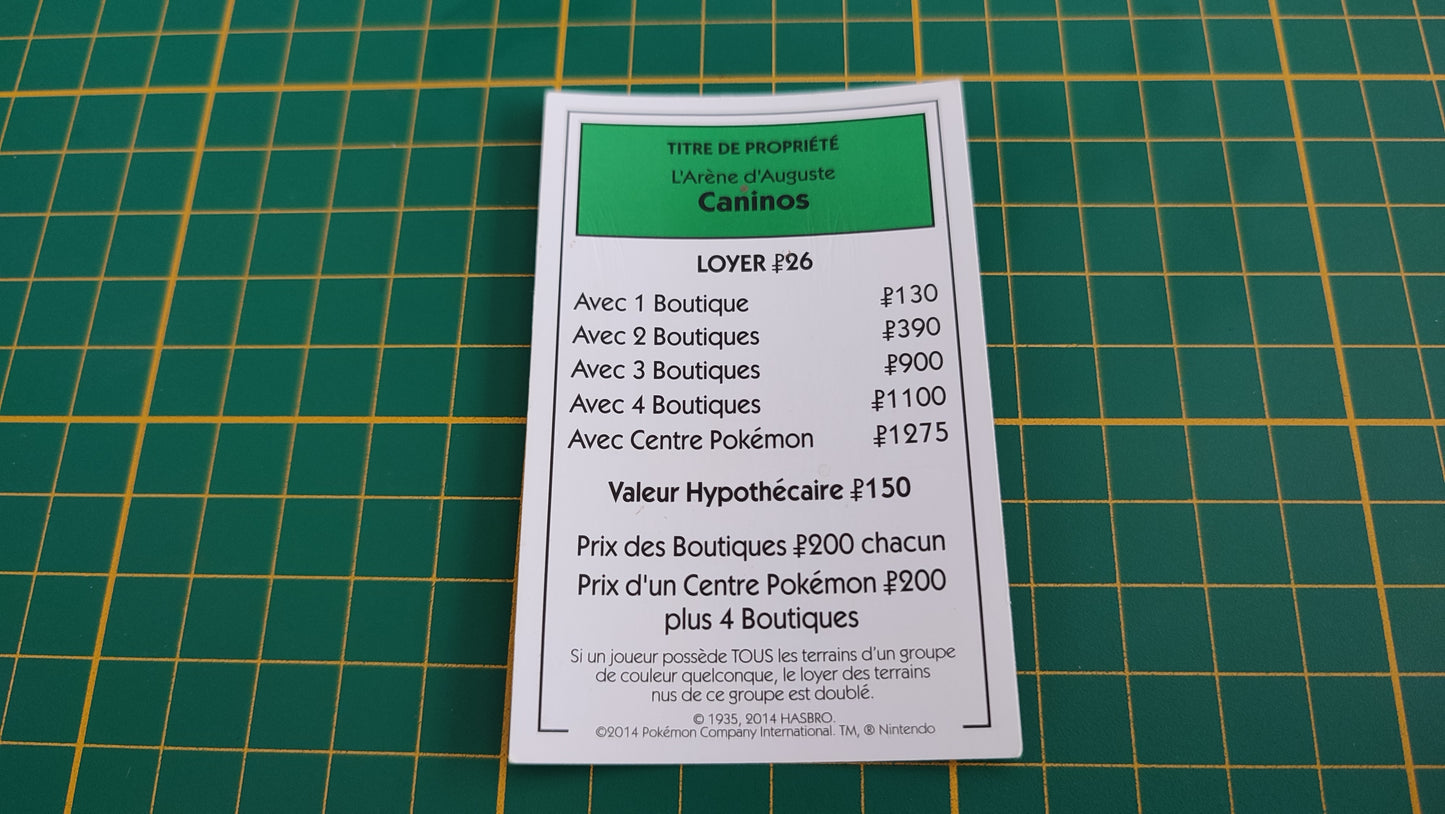 TITRE DE PROPRIÉTÉ
L'Arène d'Auguste
Caninos
LOYER ₽26
Avec 1 Boutique ₽130
Avec 2 Boutiques ₽390
Avec 3 Boutiques ₽900
Avec 4 Boutiques ₽1100
Avec Centre Pokémon ₽1275
Valeur Hypothécaire ₽150
Prix des Boutiques ₽200 chacun
Prix d'un Centre Pokémon ₽200
plus 4 Boutiques
Si un joueur possède TOUS les terrains d'un groupe
de couleur quelconque, le loyer des terrains
nus de ce groupe est doublé.
© 1935, 2014 HASBRO.
©2014 Pokémon Company International. TM, ® Nintendo